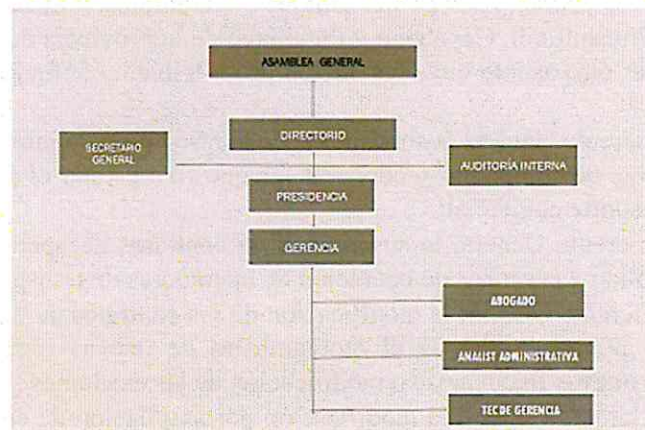 ASAMBLEA GENERAL
DIRECTORIO
SECRETARIO
GENERAL
AUDITORÍA INTERNA
PRESIDENCIA
GERENCIA
ABOGADO
ANALIST ADMINISTRATIVA
TEC DE GERENCIA